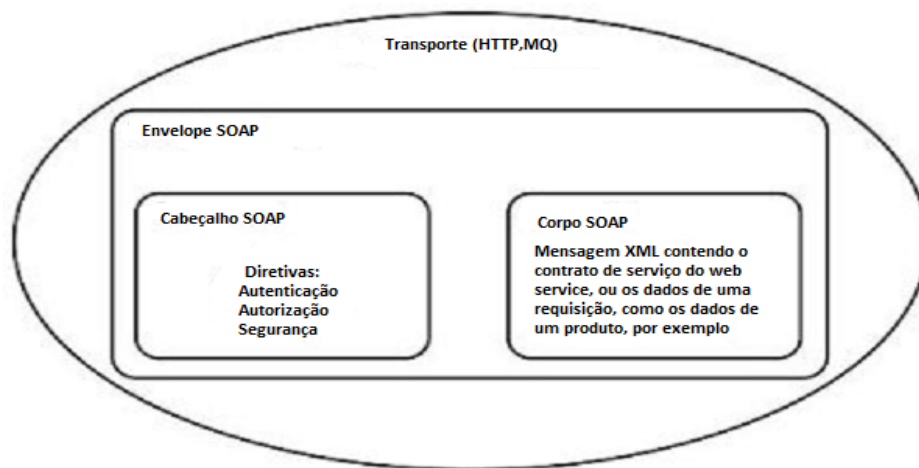 Transporte (HTTP,MQ)
Envelope SOAP
Cabeçalho SOAP
Diretivas:
Autenticação
Autorização
Segurança
Corpo SOAP
Mensagem XML contendo o
contrato de serviço do web
service, ou os dados de uma
requisição, como os dados de
um produto, por exemplo